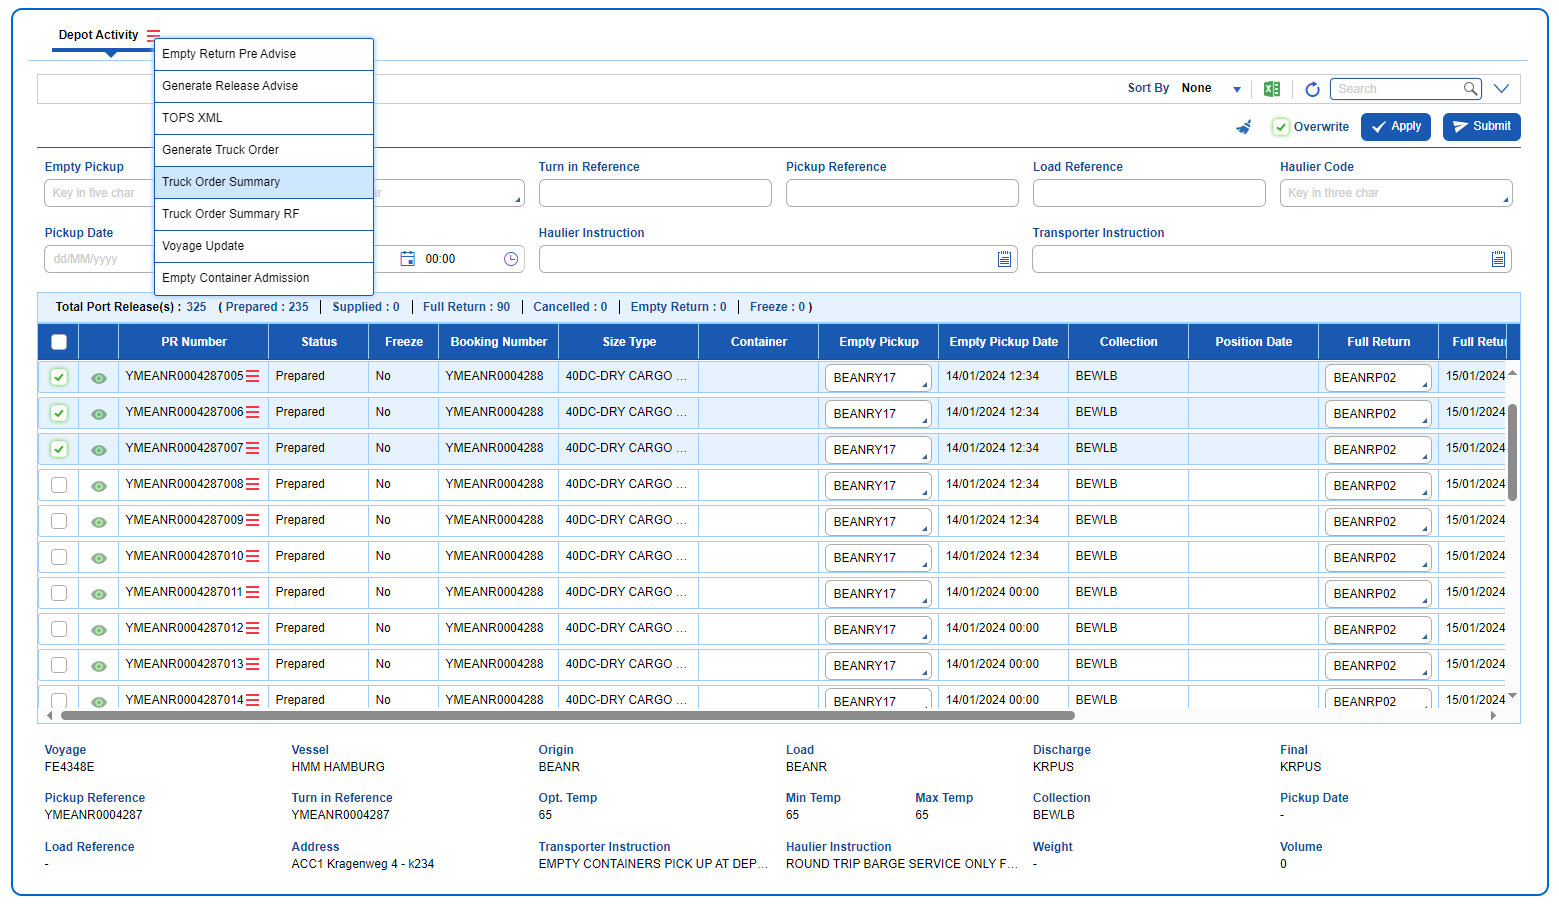 Depot Activity
Empty Return Pre Advise
Generate Release Advise
TOPS XML
Generate Truck Order
Truck Order Summary
Truck Order Summary RF
Voyage Update
Empty Container Admission
Sort By None Search
Overwrite Apply Submit
Empty Pickup Turn in Reference Pickup Reference Load Reference Haulier Code
Key in five char ar Key in three char
Pickup Date Haulier Instruction Transporter Instruction
dd/MM/yyyy 00:00
Total Port Release(s) : 325 ( Prepared : 235 | Supplied : 0 | Full Return : 90 | Cancelled : 0 | Empty Return : 0 | Freeze : 0 )
PR Number Status Freeze Booking Number Size Type Container Empty Pickup Empty Pickup Date Collection Position Date Full Return Full Retur
YMEANR0004287005 Prepared No YMEANR0004288 40DC-DRY CARGO ... BEANRY17 14/01/2024 12:34 BEWLB BEANRP02 15/01/2024
YMEANR0004287006 Prepared No YMEANR0004288 40DC-DRY CARGO ... BEANRY17 14/01/2024 12:34 BEWLB BEANRP02 15/01/2024
YMEANR0004287007 Prepared No YMEANR0004288 40DC-DRY CARGO ... BEANRY17 14/01/2024 12:34 BEWLB BEANRP02 15/01/2024
YMEANR0004287008 Prepared No YMEANR0004288 40DC-DRY CARGO ... BEANRY17 14/01/2024 12:34 BEWLB BEANRP02 15/01/2024
YMEANR0004287009 Prepared No YMEANR0004288 40DC-DRY CARGO ... BEANRY17 14/01/2024 12:34 BEWLB BEANRP02 15/01/2024
YMEANR0004287010 Prepared No YMEANR0004288 40DC-DRY CARGO ... BEANRY17 14/01/2024 12:34 BEWLB BEANRP02 15/01/2024
YMEANR0004287011 Prepared No YMEANR0004288 40DC-DRY CARGO ... BEANRY17 14/01/2024 00:00 BEWLB BEANRP02 15/01/2024
YMEANR0004287012 Prepared No YMEANR0004288 40DC-DRY CARGO ... BEANRY17 14/01/2024 00:00 BEWLB BEANRP02 15/01/2024
YMEANR0004287013 Prepared No YMEANR0004288 40DC-DRY CARGO ... BEANRY17 14/01/2024 00:00 BEWLB BEANRP02 15/01/2024
YMEANR0004287014 Prepared No YMEANR0004288 40DC-DRY CARGO ... BEANRY17 14/01/2024 00:00 BEWLB BEANRP02 15/01/2024
Voyage Vessel Origin Load Discharge Final
FE4348E HMM HAMBURG BEANR BEANR KRPUS KRPUS
Pickup Reference Turn in Reference Opt. Temp Min Temp Max Temp Collection Pickup Date
YMEANR0004287 YMEANR0004287 65 65 65 BEWLB -
Load Reference Address Transporter Instruction Haulier Instruction Weight Volume
- ACC1 Kragenweg 4 - k234 EMPTY CONTAINERS PICK UP AT DEP... ROUND TRIP BARGE SERVICE ONLY F... - 0